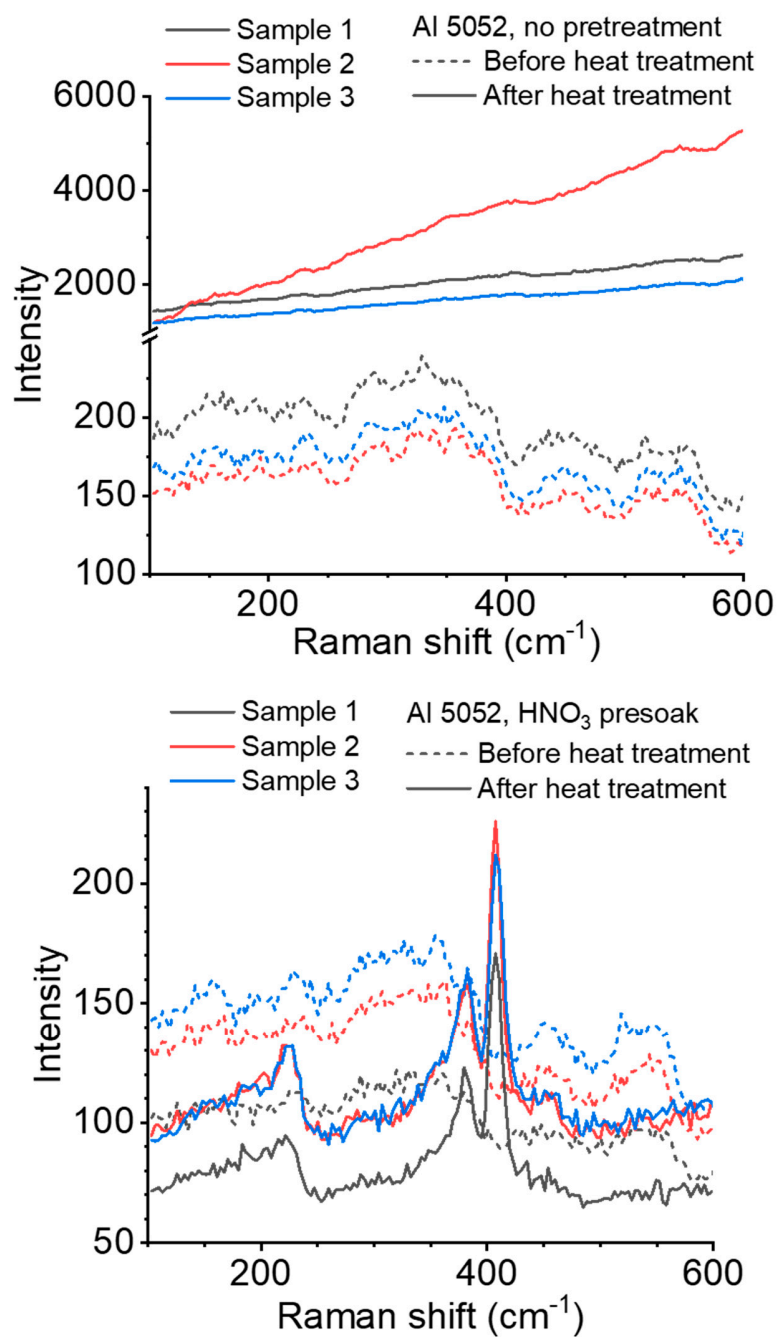 Sample 1
Sample 2
Sample 3
Al 5052, no pretreatment
Before heat treatment
After heat treatment
6000
4000
2000
200
150
100
Intensity
200
400
600
Raman shift (cm⁻¹)
Sample 1
Sample 2
Sample 3
Al 5052, HNO₃ presoak
Before heat treatment
After heat treatment
200
150
100
50
Intensity
200
400
600
Raman shift (cm⁻¹)